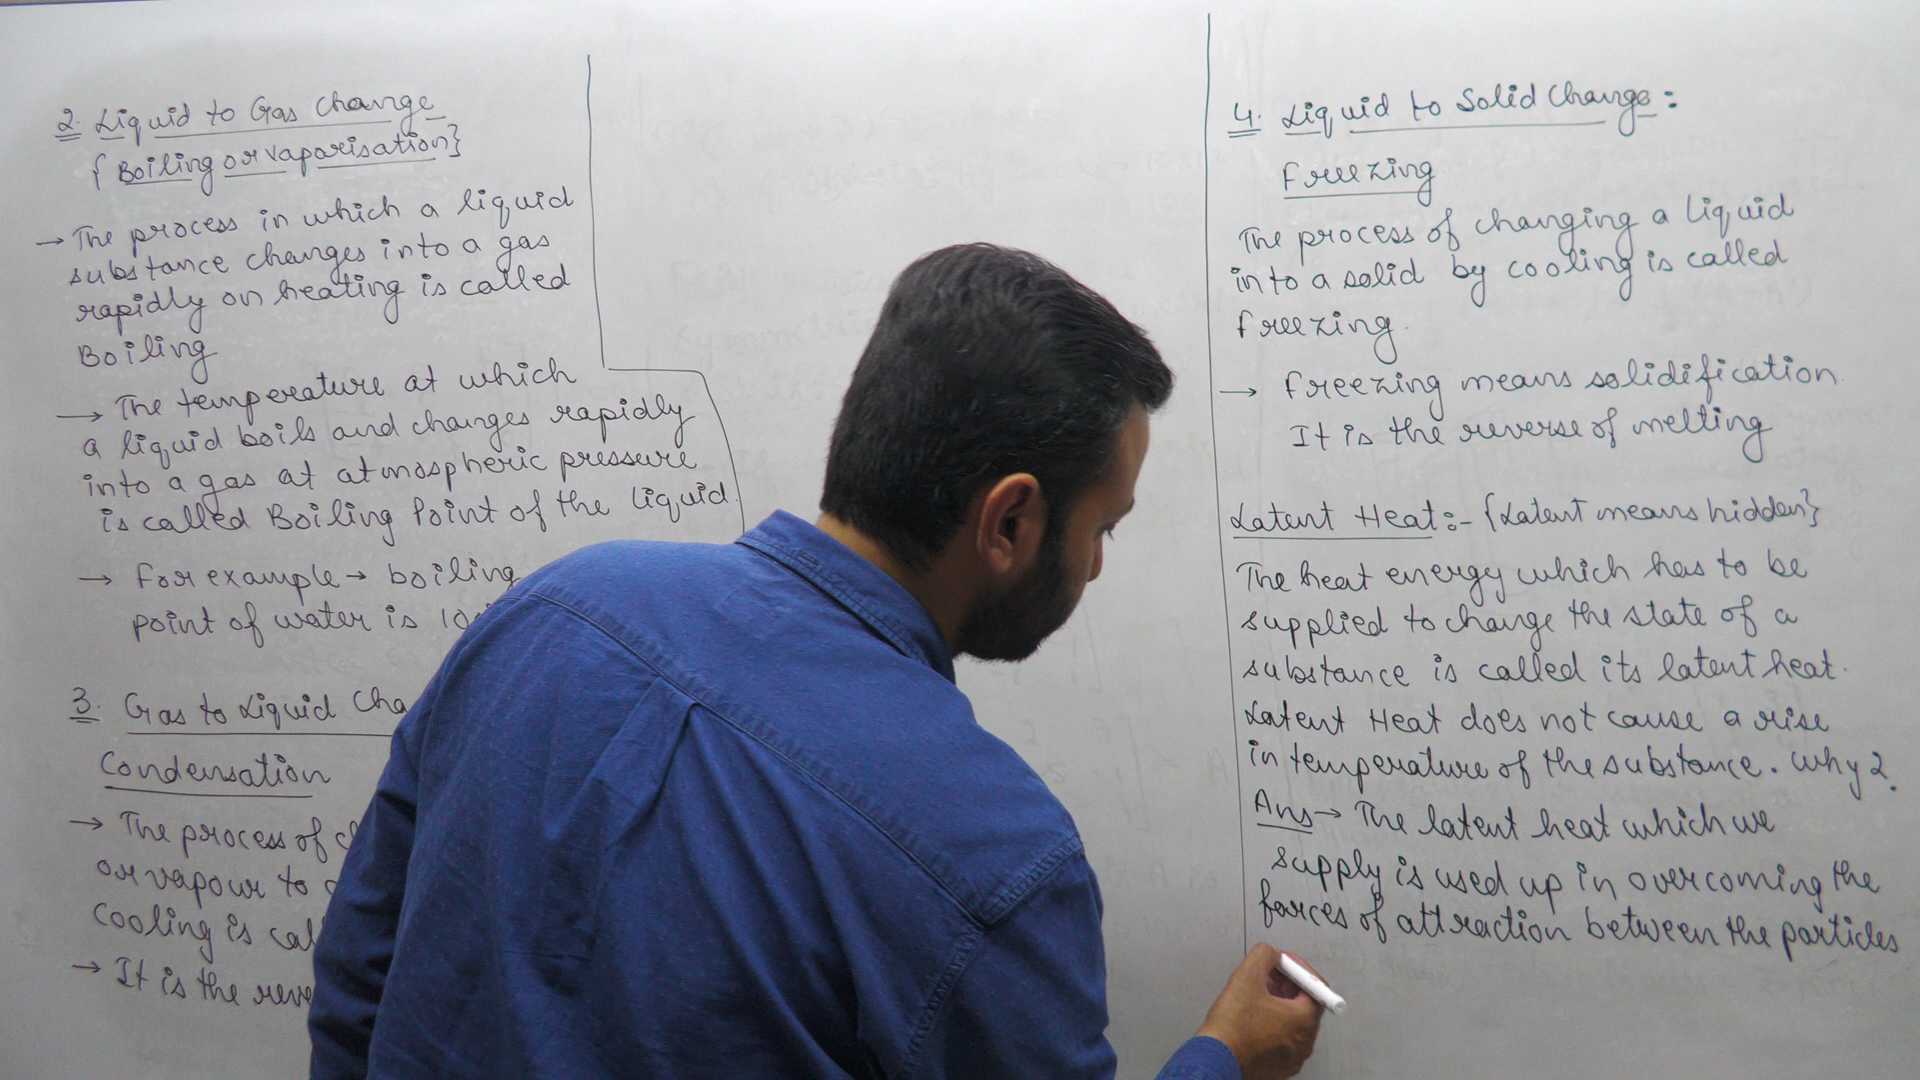 2. Liquid to Gas Change
{Boiling or vaparisation}
→ The process in which a liquid
substance changes into a gas
rapidly on heating is called
Boiling
→ The temperature at which
a liquid boils and changes rapidly
into a gas at atmospheric pressure
is called Boiling Point of the liquid.
→ For example → boiling
point of water is
3. Gas to Liquid
Condensation
→ The process of
or vapour to
cooling is
→ It is the
4. Liquid to Solid Change:
Freezing
The process of changing a liquid
into a solid by cooling is called
freezing.
→ Freezing means solidification.
It is the reverse of melting
Latent Heat:- {Latent means hidden}
The heat energy which has to be
supplied to change the state of a
substance is called its latent heat.
Latent Heat does not cause a rise
in temperature of the substance. Why?
Ans → The latent heat which we
supply is used up in overcoming the
forces of attraction between the particles